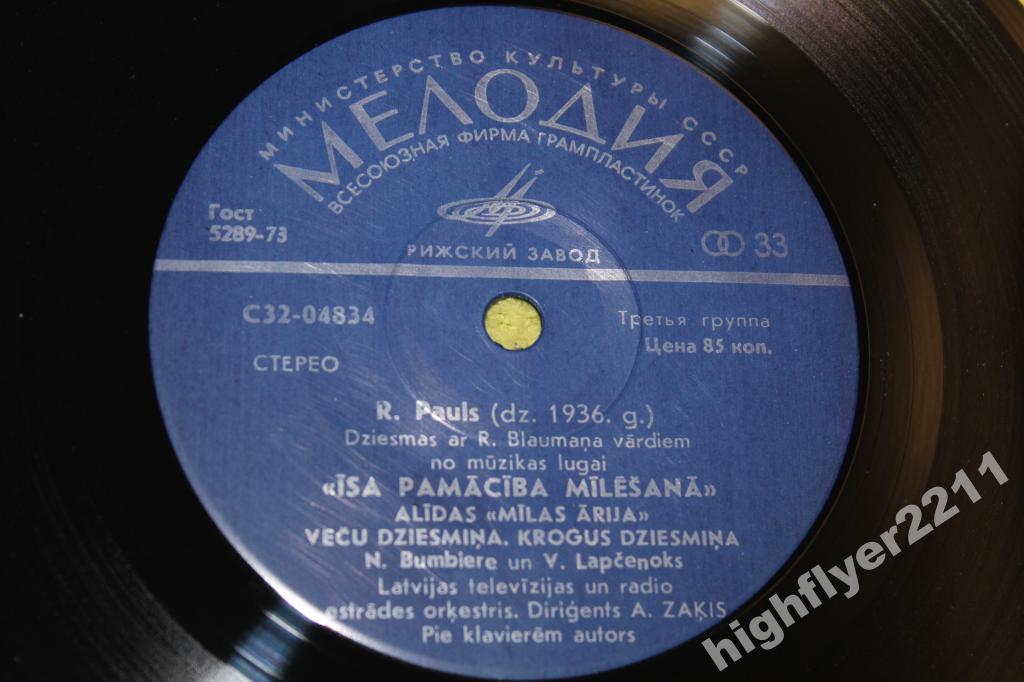 МИНИСТЕРСТВО КУЛЬТУРЫ СССР
МЕЛОДИЯ
ВСЕСОЮЗНАЯ ФИРМА ГРАМПЛАСТИНОК
Гост
5289-73
РИЖСКИЙ ЗАВОД
33
С32-04834
Третья группа
Цена 85 коп.
СТЕРЕО
R. Pauls (dz. 1936. g.)
Dziesmas ar R. Blaumaņa vārdiem
no mūzikas lugai
«ĪSA PAMĀCĪBA MĪLĒŠANĀ»
ALĪDAS «MĪLAS ĀRIJA»
VEČU DZIESMIŅA. KROGUS DZIESMIŅA
N. Bumbiere un V. Lapčenoks
Latvijas televīzijas un radio
estrādes orķestris. Diriģents A. ZAĶIS
Pie klavierēm autors
highflyer2211